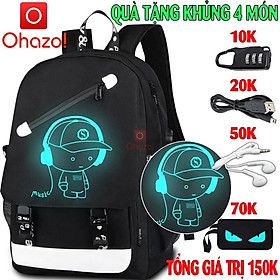 Ohazo!
QUÀ TẶNG KHỦNG 4 MÓN
10K
20K
50K
70K
Music
TỔNG GIÁ TRỊ 150K